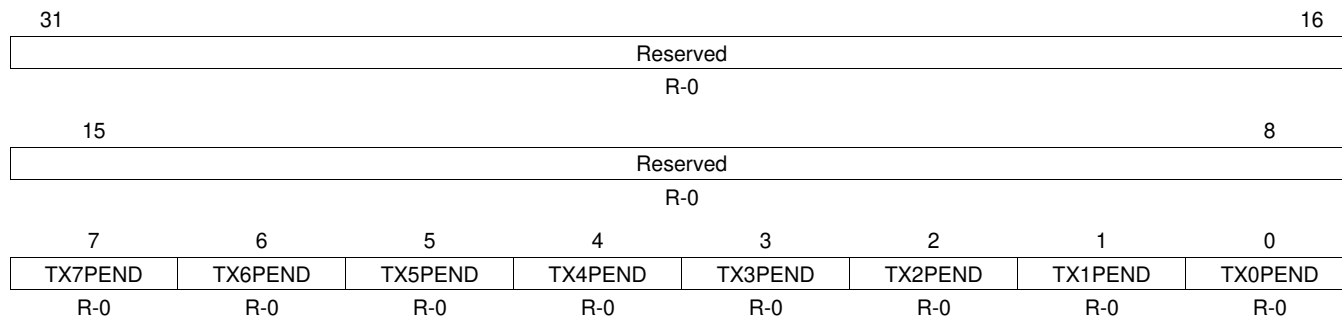 31 16
Reserved
R-0
15 8
Reserved
R-0
7 6 5 4 3 2 1 0
TX7PEND TX6PEND TX5PEND TX4PEND TX3PEND TX2PEND TX1PEND TX0PEND
R-0 R-0 R-0 R-0 R-0 R-0 R-0 R-0